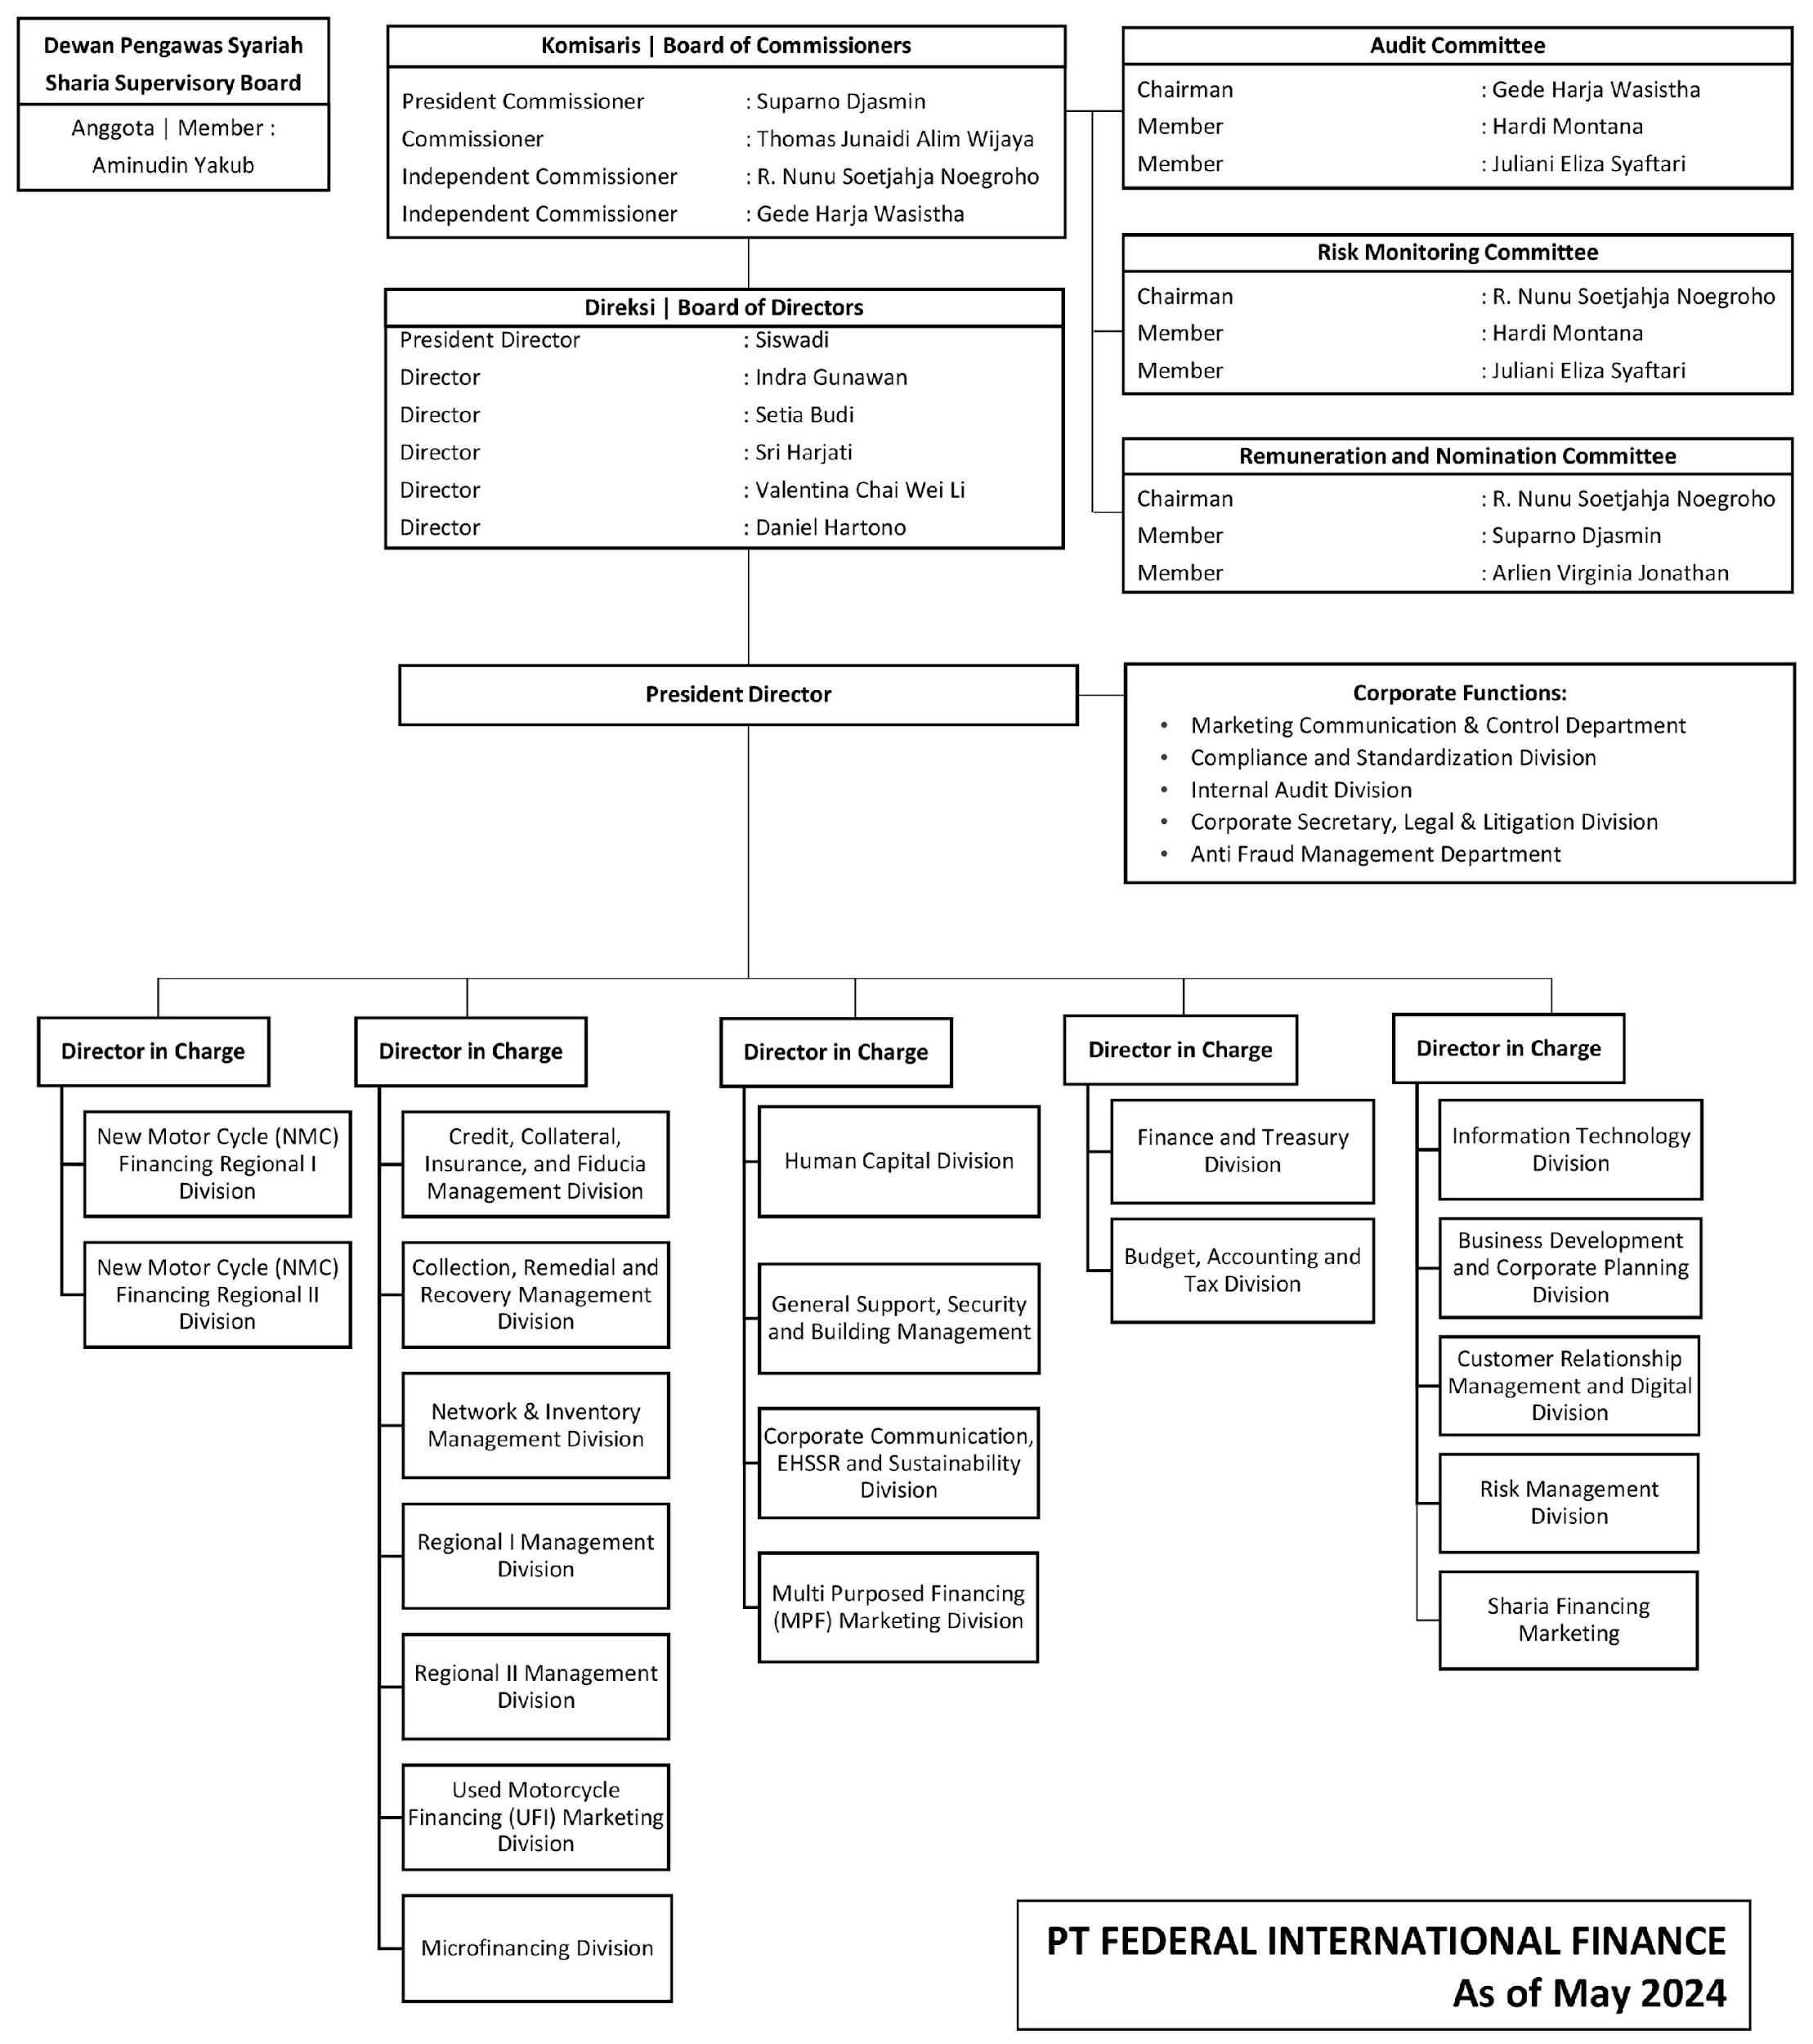 Dewan Pengawas Syariah
Sharia Supervisory Board
Anggota | Member :
Aminudin Yakub
Komisaris | Board of Commissioners
President Commissioner : Suparno Djasmin
Commissioner : Thomas Junaidi Alim Wijaya
Independent Commissioner : R. Nunu Soetjahja Noegroho
Independent Commissioner : Gede Harja Wasistha
Audit Committee
Chairman : Gede Harja Wasistha
Member : Hardi Montana
Member : Juliani Eliza Syaftari
Risk Monitoring Committee
Chairman : R. Nunu Soetjahja Noegroho
Member : Hardi Montana
Member : Juliani Eliza Syaftari
Direksi | Board of Directors
President Director : Siswadi
Director : Indra Gunawan
Director : Setia Budi
Director : Sri Harjati
Director : Valentina Chai Wei Li
Director : Daniel Hartono
Remuneration and Nomination Committee
Chairman : R. Nunu Soetjahja Noegroho
Member : Suparno Djasmin
Member : Arlien Virginia Jonathan
President Director
Corporate Functions:
• Marketing Communication & Control Department
• Compliance and Standardization Division
• Internal Audit Division
• Corporate Secretary, Legal & Litigation Division
• Anti Fraud Management Department
Director in Charge
New Motor Cycle (NMC)
Financing Regional I
Division
New Motor Cycle (NMC)
Financing Regional II
Division
Director in Charge
Credit, Collateral,
Insurance, and Fiducia
Management Division
Collection, Remedial and
Recovery Management
Division
Network & Inventory
Management Division
Regional I Management
Division
Regional II Management
Division
Used Motorcycle
Financing (UFI) Marketing
Division
Microfinancing Division
Director in Charge
Human Capital Division
General Support, Security
and Building Management
Corporate Communication,
EHSSR and Sustainability
Division
Multi Purposed Financing
(MPF) Marketing Division
Director in Charge
Finance and Treasury
Division
Budget, Accounting and
Tax Division
Director in Charge
Information Technology
Division
Business Development
and Corporate Planning
Division
Customer Relationship
Management and Digital
Division
Risk Management
Division
Sharia Financing
Marketing
PT FEDERAL INTERNATIONAL FINANCE
As of May 2024